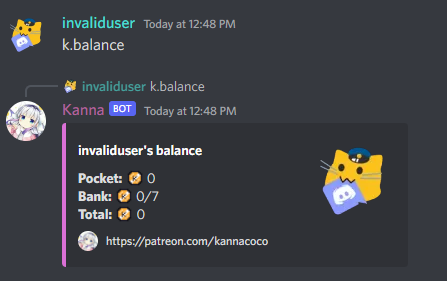 invaliduser Today at 12:48 PM
k.balance
invaliduser k.balance
Kanna BOT Today at 12:48 PM
invaliduser's balance
Pocket: K 0
Bank: K 0/7
Total: K 0
https://patreon.com/kannacoco